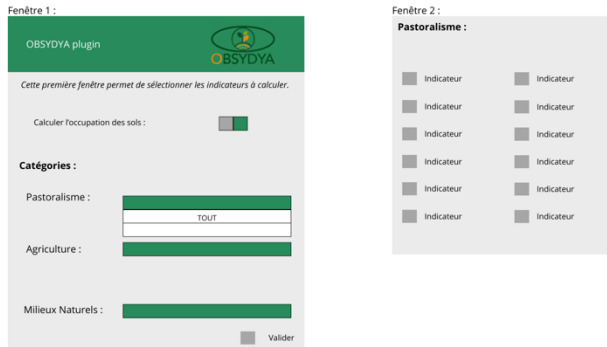 Fenêtre 1 :
OBSYDYA plugin
OBSYDYA
Cette première fenêtre permet de sélectionner les indicateurs à calculer.
Calculer l'occupation des sols :
Catégories :
Pastoralisme :
TOUT
Agriculture :
Milieux Naturels :
Valider
Fenêtre 2 :
Pastoralisme :
Indicateur Indicateur
Indicateur Indicateur
Indicateur Indicateur
Indicateur Indicateur
Indicateur Indicateur
Indicateur Indicateur